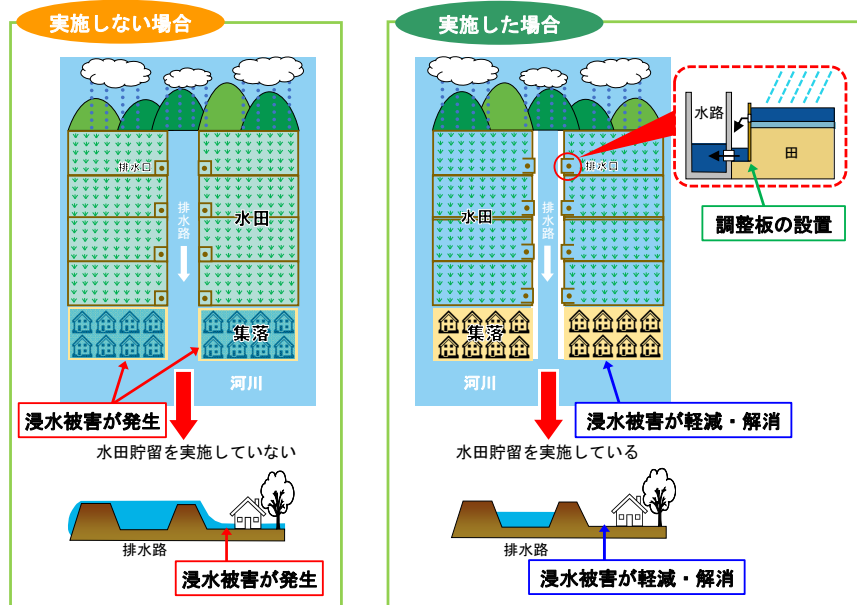 実施しない場合
排水口
排水路
水田
集落
河川
浸水被害が発生
水田貯留を実施していない
排水路
浸水被害が発生
実施した場合
水路
田
調整板の設置
排水口
排水路
水田
集落
河川
浸水被害が軽減・解消
水田貯留を実施している
排水路
浸水被害が軽減・解消